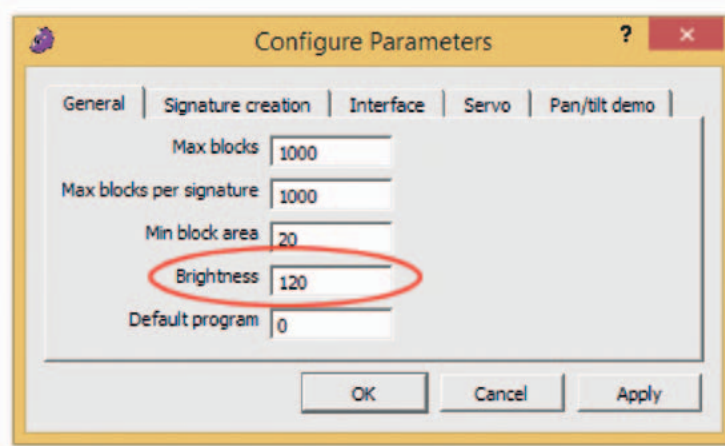 Configure Parameters ?
General Signature creation Interface Servo Pan/tilt demo
Max blocks 1000
Max blocks per signature 1000
Min block area 20
Brightness 120
Default program 0
OK Cancel Apply